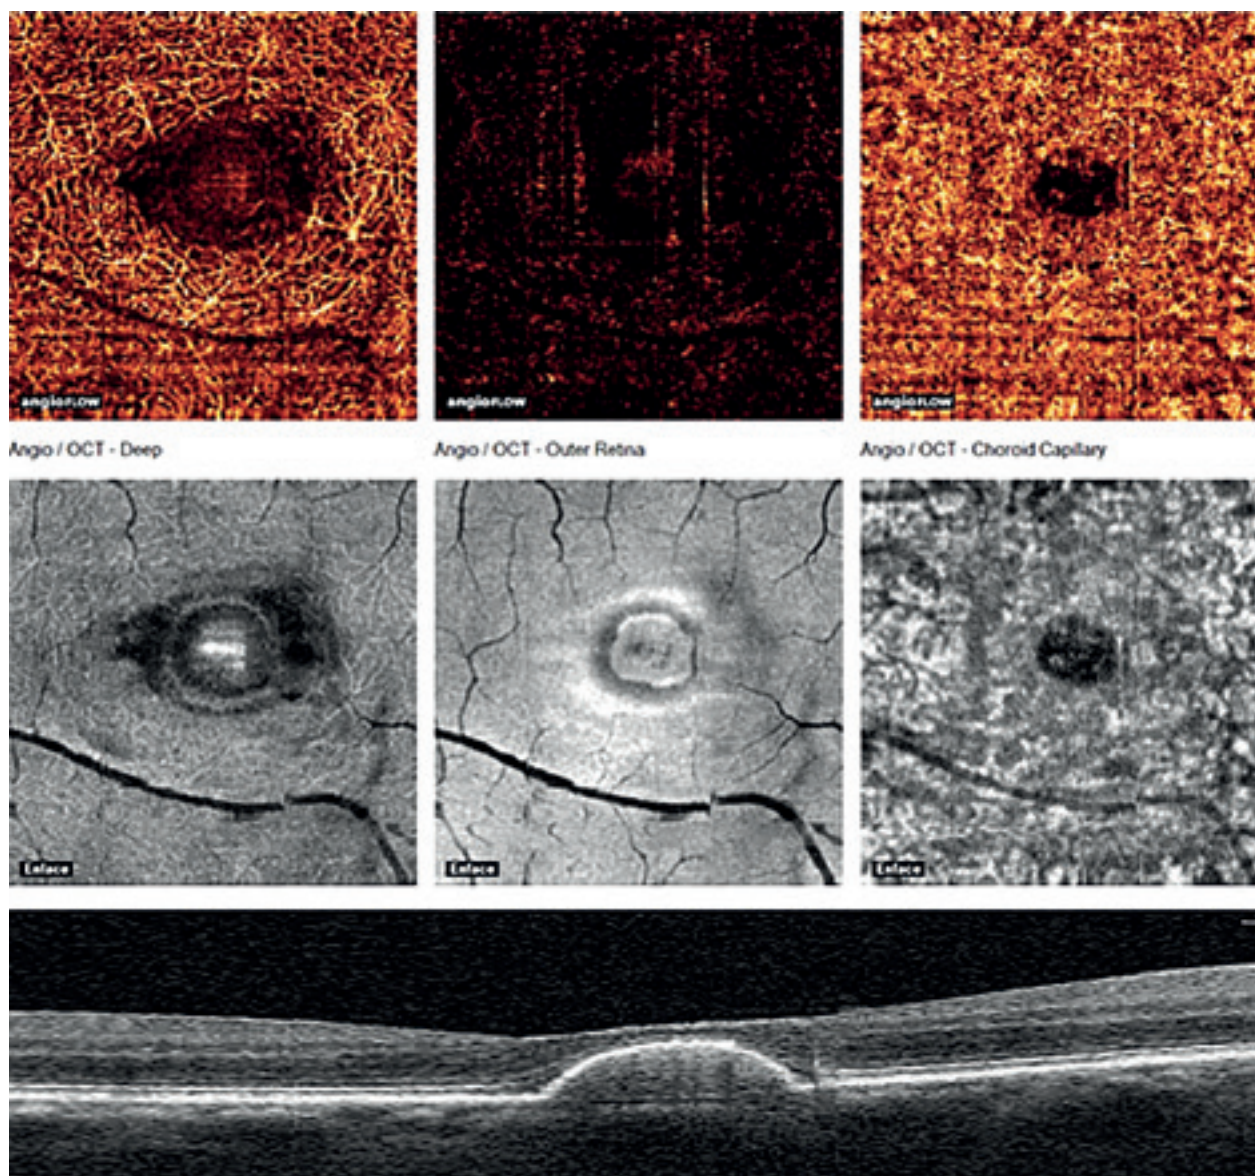 angioFLOW
angioFLOW
angioFLOW
Angio / OCT - Deep
Angio / OCT - Outer Retina
Angio / OCT - Choroid Capillary
Enface
Enface
Enface